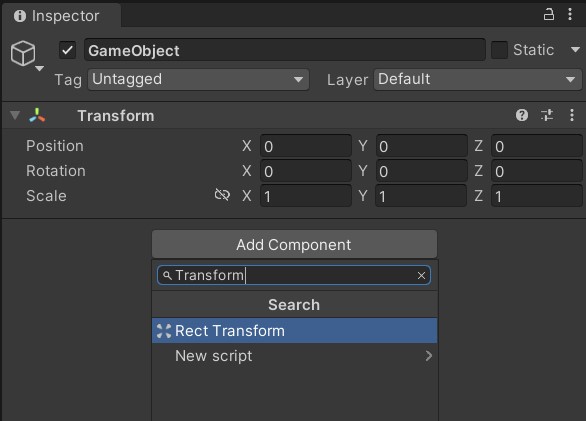 Inspector
GameObject Static
Tag Untagged Layer Default
Transform
Position X 0 Y 0 Z 0
Rotation X 0 Y 0 Z 0
Scale X 1 Y 1 Z 1
Add Component
Transform
Search
Rect Transform
New script